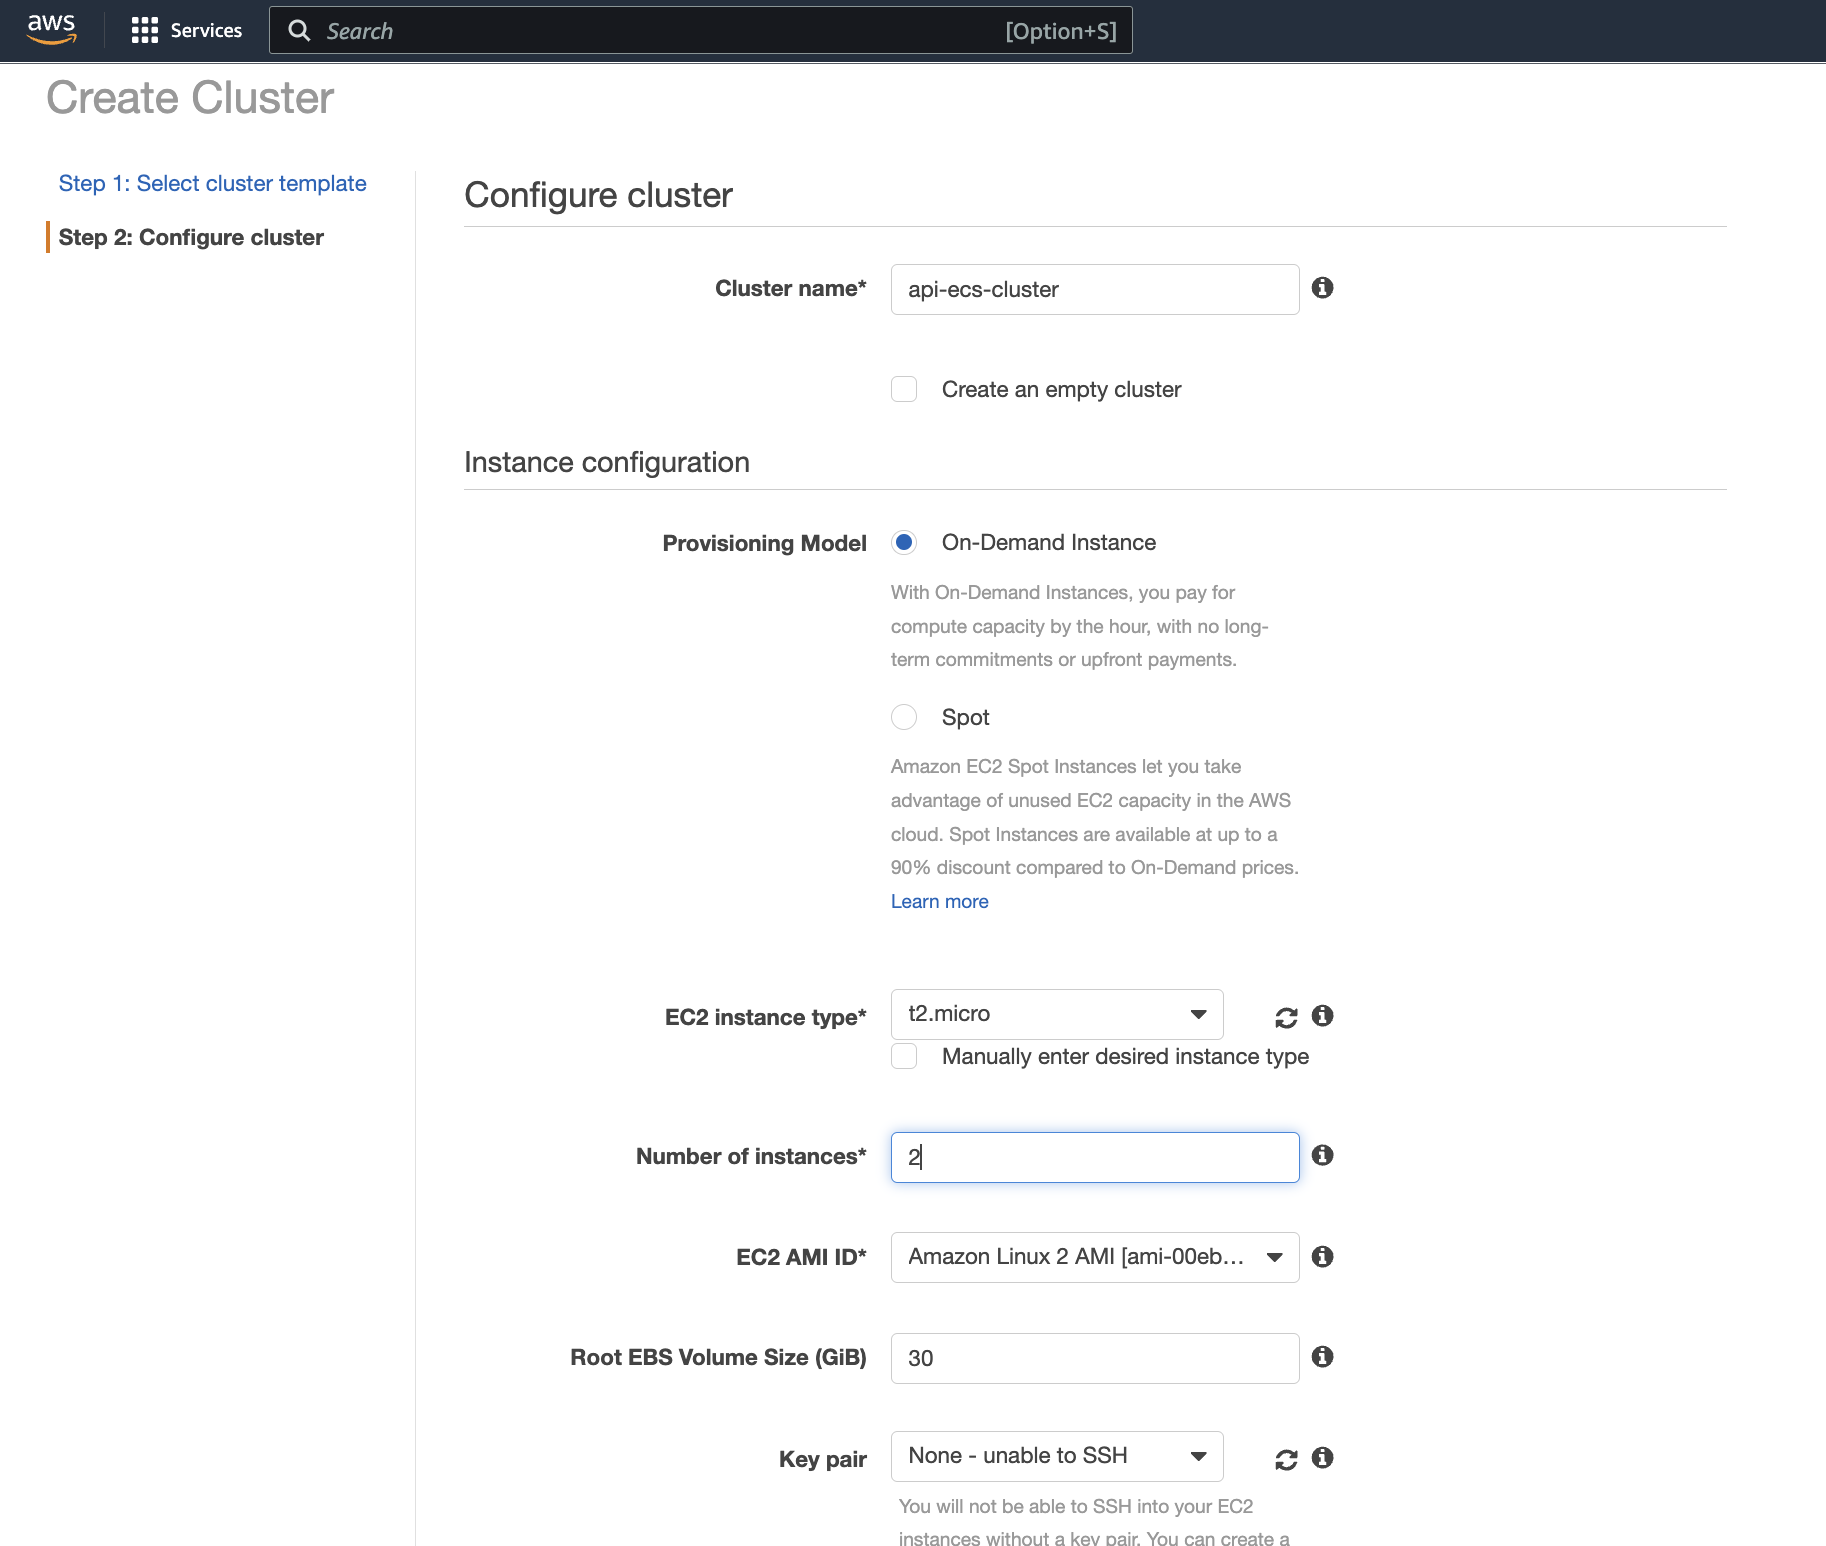 aws
Services
Search
[Option+S]
Create Cluster
Step 1: Select cluster template
Step 2: Configure cluster
Configure cluster
Cluster name*
api-ecs-cluster
Create an empty cluster
Instance configuration
Provisioning Model
On-Demand Instance
With On-Demand Instances, you pay for
compute capacity by the hour, with no long-
term commitments or upfront payments.
Spot
Amazon EC2 Spot Instances let you take
advantage of unused EC2 capacity in the AWS
cloud. Spot Instances are available at up to a
90% discount compared to On-Demand prices.
Learn more
EC2 instance type*
t2.micro
Manually enter desired instance type
Number of instances*
2
EC2 AMI ID*
Amazon Linux 2 AMI [ami-00eb...
Root EBS Volume Size (GiB)
30
Key pair
None - unable to SSH
You will not be able to SSH into your EC2
instances without a key pair. You can create a